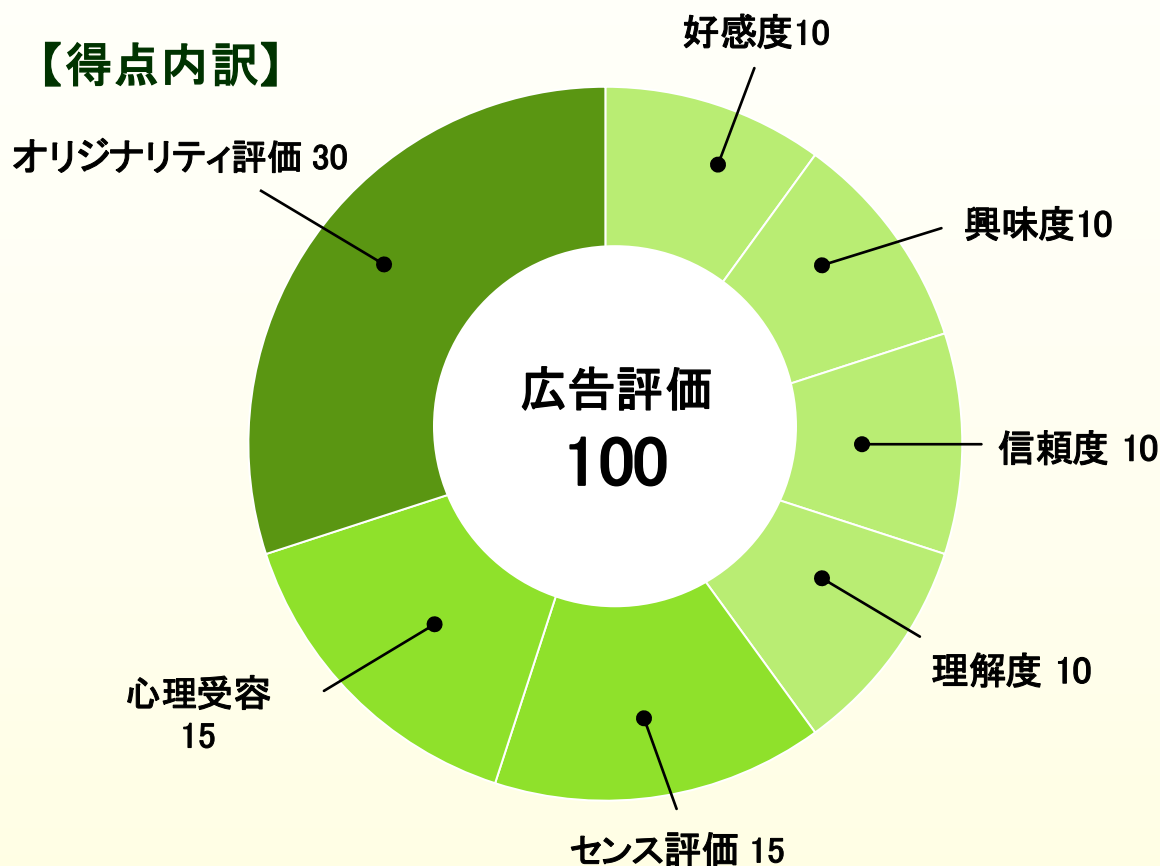 【得点内訳】
好感度10
オリジナリティ評価 30
興味度10
広告評価
100
信頼度 10
理解度 10
心理受容
15
センス評価 15